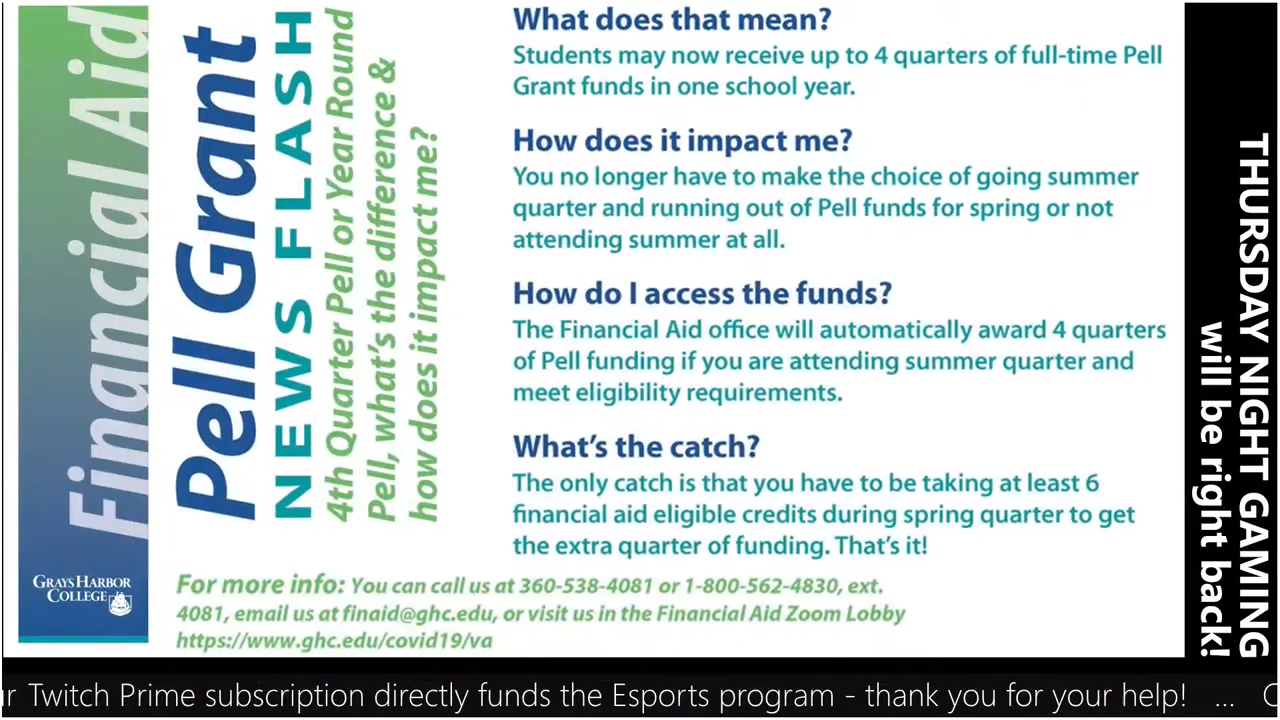 Financial Aid
GRAYS HARBOR
COLLEGE
Pell Grant
NEWS FLASH
4th Quarter Pell or Year Round
Pell, what's the difference &
how does it impact me?
What does that mean?
Students may now receive up to 4 quarters of full-time Pell
Grant funds in one school year.
How does it impact me?
You no longer have to make the choice of going summer
quarter and running out of Pell funds for spring or not
attending summer at all.
How do I access the funds?
The Financial Aid office will automatically award 4 quarters
of Pell funding if you are attending summer quarter and
meet eligibility requirements.
What's the catch?
The only catch is that you have to be taking at least 6
financial aid eligible credits during spring quarter to get
the extra quarter of funding. That's it!
For more info: You can call us at 360-538-4081 or 1-800-562-4830, ext.
4081, email us at finaid@ghc.edu, or visit us in the Financial Aid Zoom Lobby
https://www.ghc.edu/covid19/va
THURSDAY NIGHT GAMING
will be right back!
Twitch Prime subscription directly funds the Esports program - thank you for your help! ...